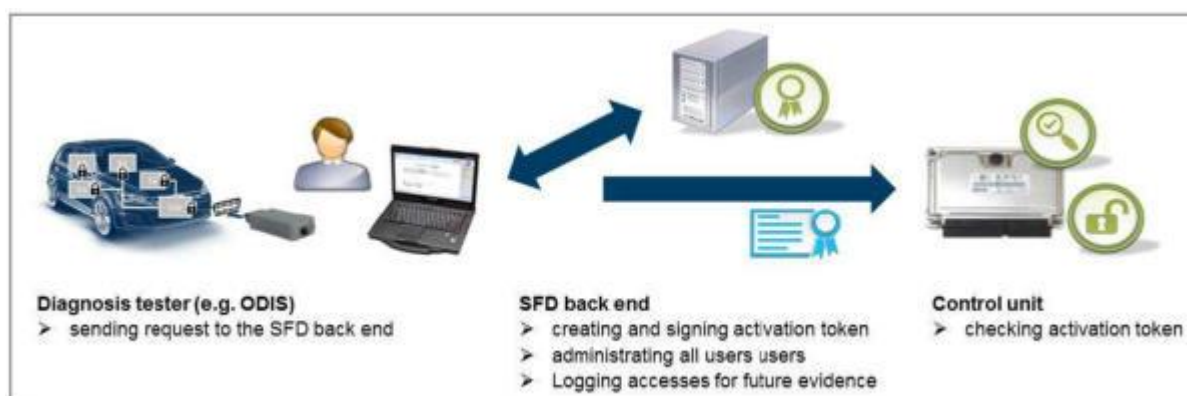 Diagnosis tester (e.g. ODIS)
➢ sending request to the SFD back end
SFD back end
➢ creating and signing activation token
➢ administrating all users users
➢ Logging accesses for future evidence
Control unit
➢ checking activation token